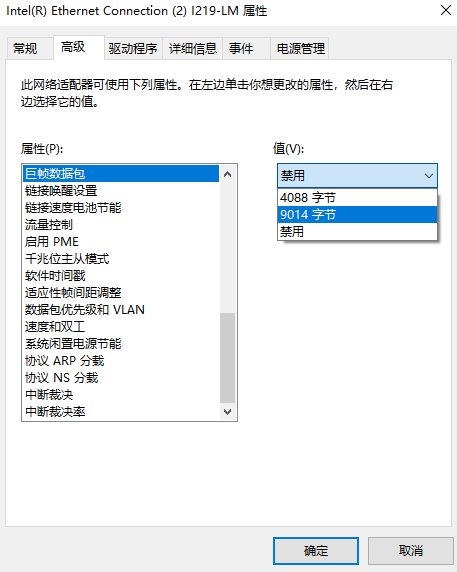 Intel(R) Ethernet Connection (2) I219-LM 属性
常规 高级 驱动程序 详细信息 事件 电源管理
此网络适配器可使用下列属性。在左边单击你想更改的属性，然后在右
边选择它的值。
属性(P):
巨帧数据包
链接唤醒设置
链接速度电池节能
流量控制
启用 PME
千兆位主从模式
软件时间戳
适应性帧间距调整
数据包优先级和 VLAN
速度和双工
系统闲置电源节能
协议 ARP 分载
协议 NS 分载
中断裁决
中断裁决率
值(V):
禁用
4088 字节
9014 字节
禁用
确定 取消